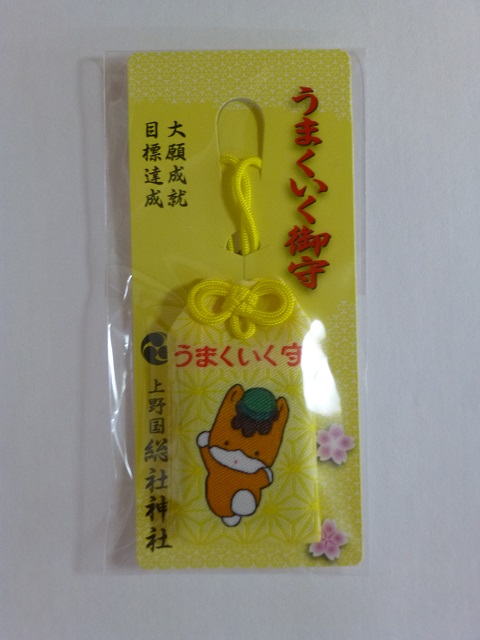 うまくいく御守
大願成就
目標達成
うまくいく守
上野国総社神社